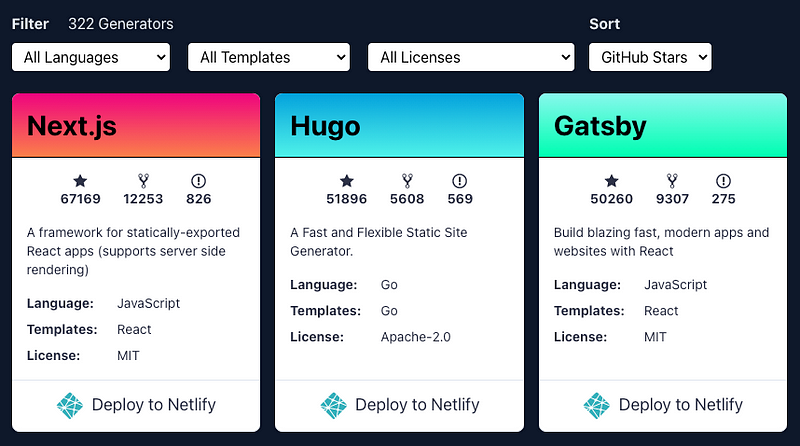 Filter 322 Generators Sort
All Languages All Templates All Licenses GitHub Stars
Next.js
67169 12253 826
A framework for statically-exported
React apps (supports server side
rendering)
Language: JavaScript
Templates: React
License: MIT
Deploy to Netlify
Hugo
51896 5608 569
A Fast and Flexible Static Site
Generator.
Language: Go
Templates: Go
License: Apache-2.0
Deploy to Netlify
Gatsby
50260 9307 275
Build blazing fast, modern apps and
websites with React
Language: JavaScript
Templates: React
License: MIT
Deploy to Netlify